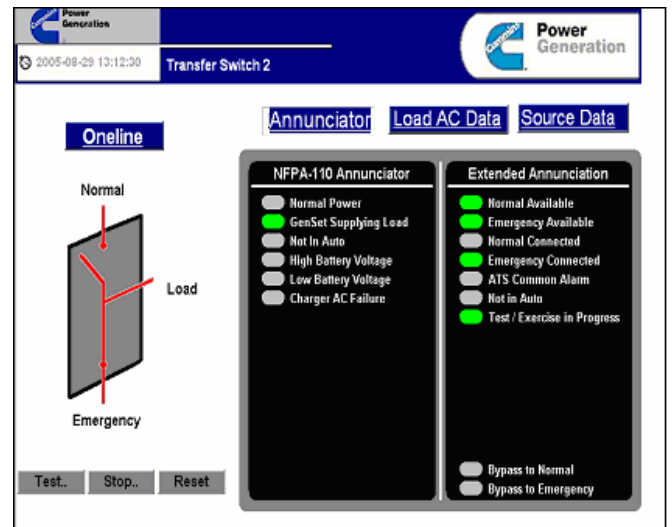 Power
Generation
2005-08-29 13:12:30
Transfer Switch 2
Cummins
Power
Generation
Oneline
Annunciator
Load AC Data
Source Data
Normal
Load
Emergency
NFPA-110 Annunciator
Normal Power
GenSet Supplying Load
Not In Auto
High Battery Voltage
Low Battery Voltage
Charger AC Failure
Extended Annunciation
Normal Available
Emergency Available
Normal Connected
Emergency Connected
ATS Common Alarm
Not in Auto
Test / Exercise in Progress
Bypass to Normal
Bypass to Emergency
Test..
Stop..
Reset